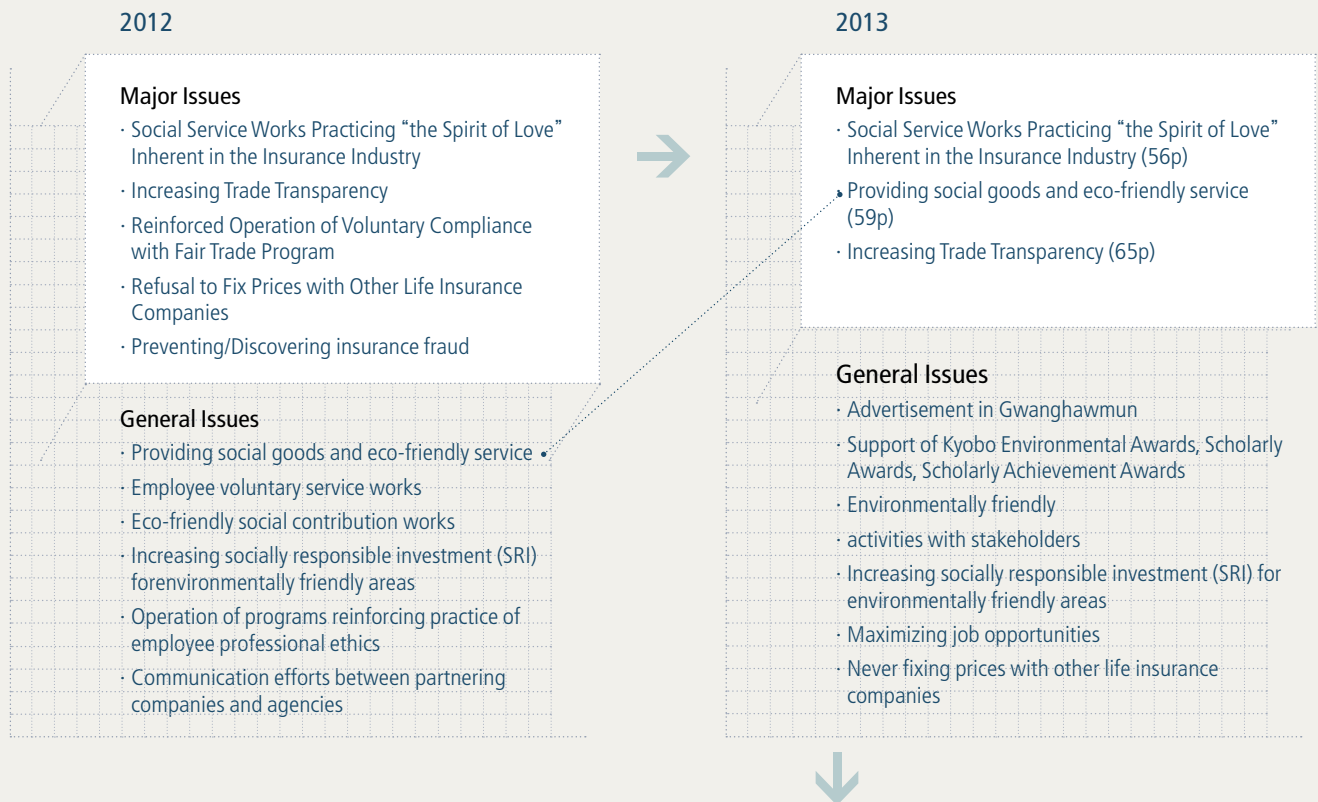 2012
Major Issues
· Social Service Works Practicing “the Spirit of Love”
Inherent in the Insurance Industry
· Increasing Trade Transparency
· Reinforced Operation of Voluntary Compliance
with Fair Trade Program
· Refusal to Fix Prices with Other Life Insurance
Companies
· Preventing/Discovering insurance fraud
General Issues
· Providing social goods and eco-friendly service
· Employee voluntary service works
· Eco-friendly social contribution works
· Increasing socially responsible investment (SRI)
forenvironmentally friendly areas
· Operation of programs reinforcing practice of
employee professional ethics
· Communication efforts between partnering
companies and agencies
2013
Major Issues
· Social Service Works Practicing “the Spirit of Love”
Inherent in the Insurance Industry (56p)
· Providing social goods and eco-friendly service
(59p)
· Increasing Trade Transparency (65p)
General Issues
· Advertisement in Gwanghawmun
· Support of Kyobo Environmental Awards, Scholarly
Awards, Scholarly Achievement Awards
· Environmentally friendly
· activities with stakeholders
· Increasing socially responsible investment (SRI) for
environmentally friendly areas
· Maximizing job opportunities
· Never fixing prices with other life insurance
companies